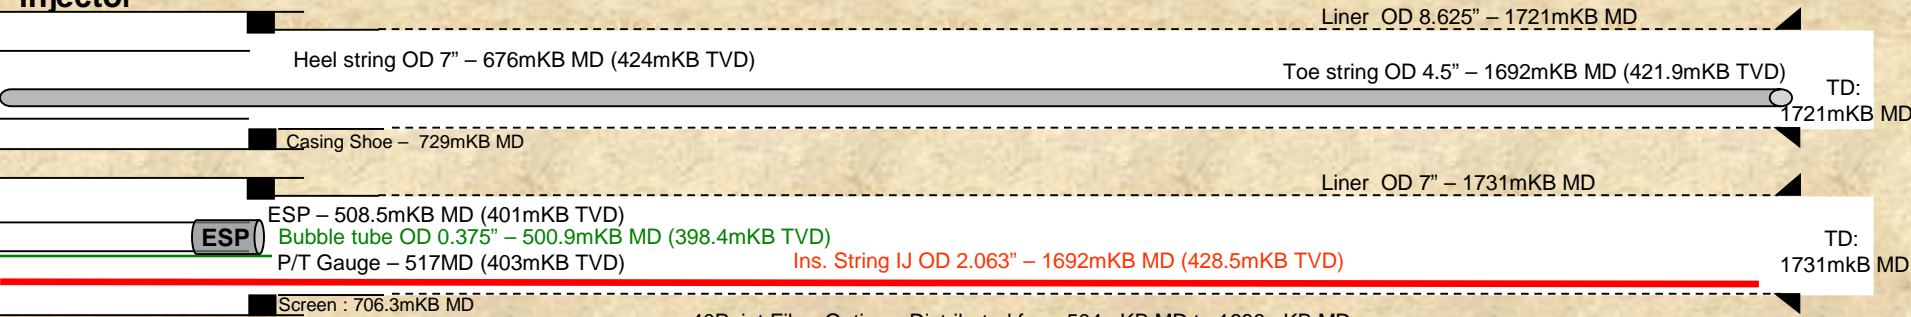 Injector
Liner OD 8.625” – 1721mKB MD
Heel string OD 7” – 676mKB MD (424mKB TVD)
Toe string OD 4.5” – 1692mKB MD (421.9mKB TVD)
TD:
1721mKB MD
Casing Shoe – 729mKB MD
Liner OD 7” – 1731mKB MD
ESP – 508.5mKB MD (401mKB TVD)
ESP
Bubble tube OD 0.375” – 500.9mKB MD (398.4mKB TVD)
P/T Gauge – 517MD (403mKB TVD)
Ins. String IJ OD 2.063” – 1692mKB MD (428.5mKB TVD)
TD:
1731mkB MD
Screen : 706.3mKB MD